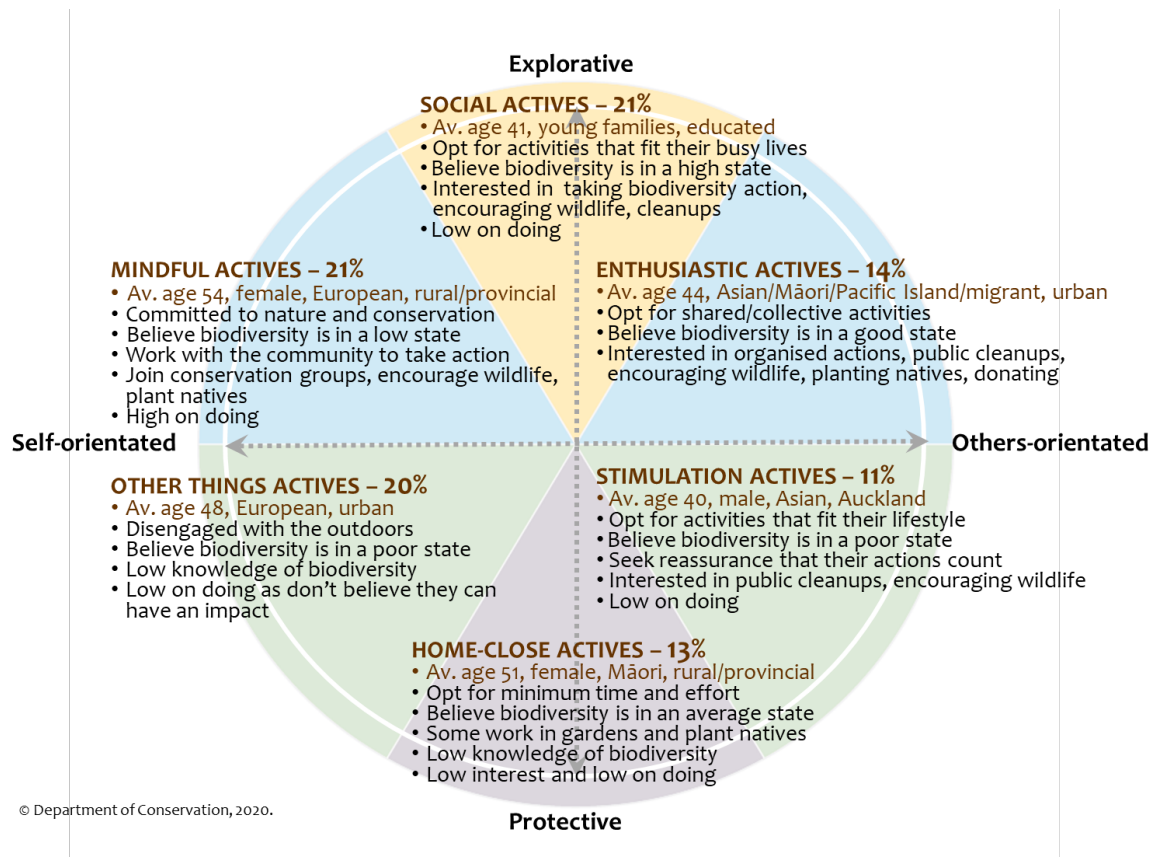 Explorative
SOCIAL ACTIVES – 21%
• Av. age 41, young families, educated
• Opt for activities that fit their busy lives
• Believe biodiversity is in a high state
• Interested in taking biodiversity action,
encouraging wildlife, cleanups
• Low on doing
MINDFUL ACTIVES – 21%
• Av. age 54, female, European, rural/provincial
• Committed to nature and conservation
• Believe biodiversity is in a low state
• Work with the community to take action
• Join conservation groups, encourage wildlife,
plant natives
• High on doing
ENTHUSIASTIC ACTIVES – 14%
• Av. age 44, Asian/Māori/Pacific Island/migrant, urban
• Opt for shared/collective activities
• Believe biodiversity is in a good state
• Interested in organised actions, public cleanups,
encouraging wildlife, planting natives, donating
Self-orientated
Others-orientated
OTHER THINGS ACTIVES – 20%
• Av. age 48, European, urban
• Disengaged with the outdoors
• Believe biodiversity is in a poor state
• Low knowledge of biodiversity
• Low on doing as don't believe they can
have an impact
STIMULATION ACTIVES – 11%
• Av. age 40, male, Asian, Auckland
• Opt for activities that fit their lifestyle
• Believe biodiversity is in a poor state
• Seek reassurance that their actions count
• Interested in public cleanups, encouraging wildlife
• Low on doing
HOME-CLOSE ACTIVES – 13%
• Av. age 51, female, Māori, rural/provincial
• Opt for minimum time and effort
• Believe biodiversity is in an average state
• Some work in gardens and plant natives
• Low knowledge of biodiversity
• Low interest and low on doing
© Department of Conservation, 2020.
Protective